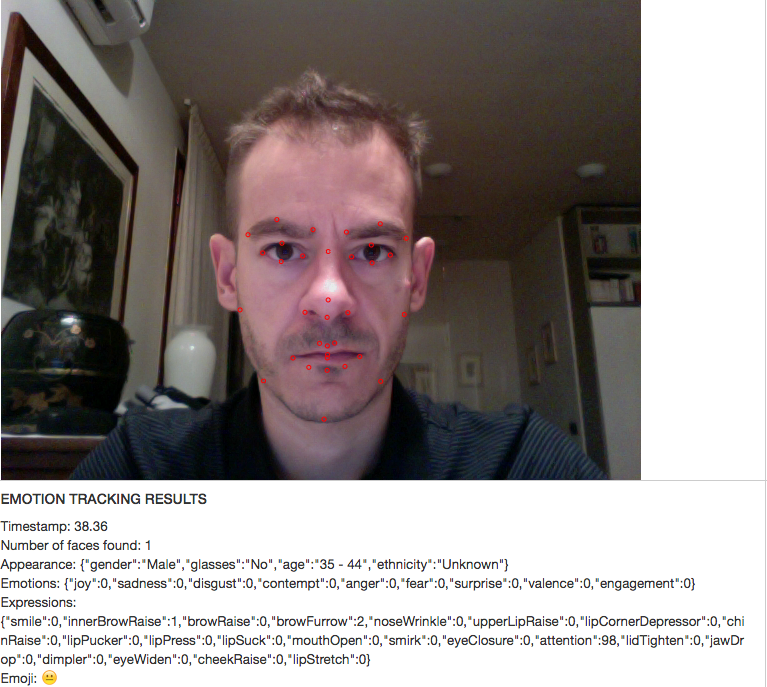 EMOTION TRACKING RESULTS
Timestamp: 38.36
Number of faces found: 1
Appearance: {"gender":"Male","glasses":"No","age":"35 - 44","ethnicity":"Unknown"}
Emotions: {"joy":0,"sadness":0,"disgust":0,"contempt":0,"anger":0,"fear":0,"surprise":0,"valence":0,"engagement":0}
Expressions:
{"smile":0,"innerBrowRaise":1,"browRaise":0,"browFurrow":2,"noseWrinkle":0,"upperLipRaise":0,"lipCornerDepressor":0,"chi
nRaise":0,"lipPucker":0,"lipPress":0,"lipSuck":0,"mouthOpen":0,"smirk":0,"eyeClosure":0,"attention":98,"lidTighten":0,"jawDr
op":0,"dimpler":0,"eyeWiden":0,"cheekRaise":0,"lipStretch":0}
Emoji: 😐